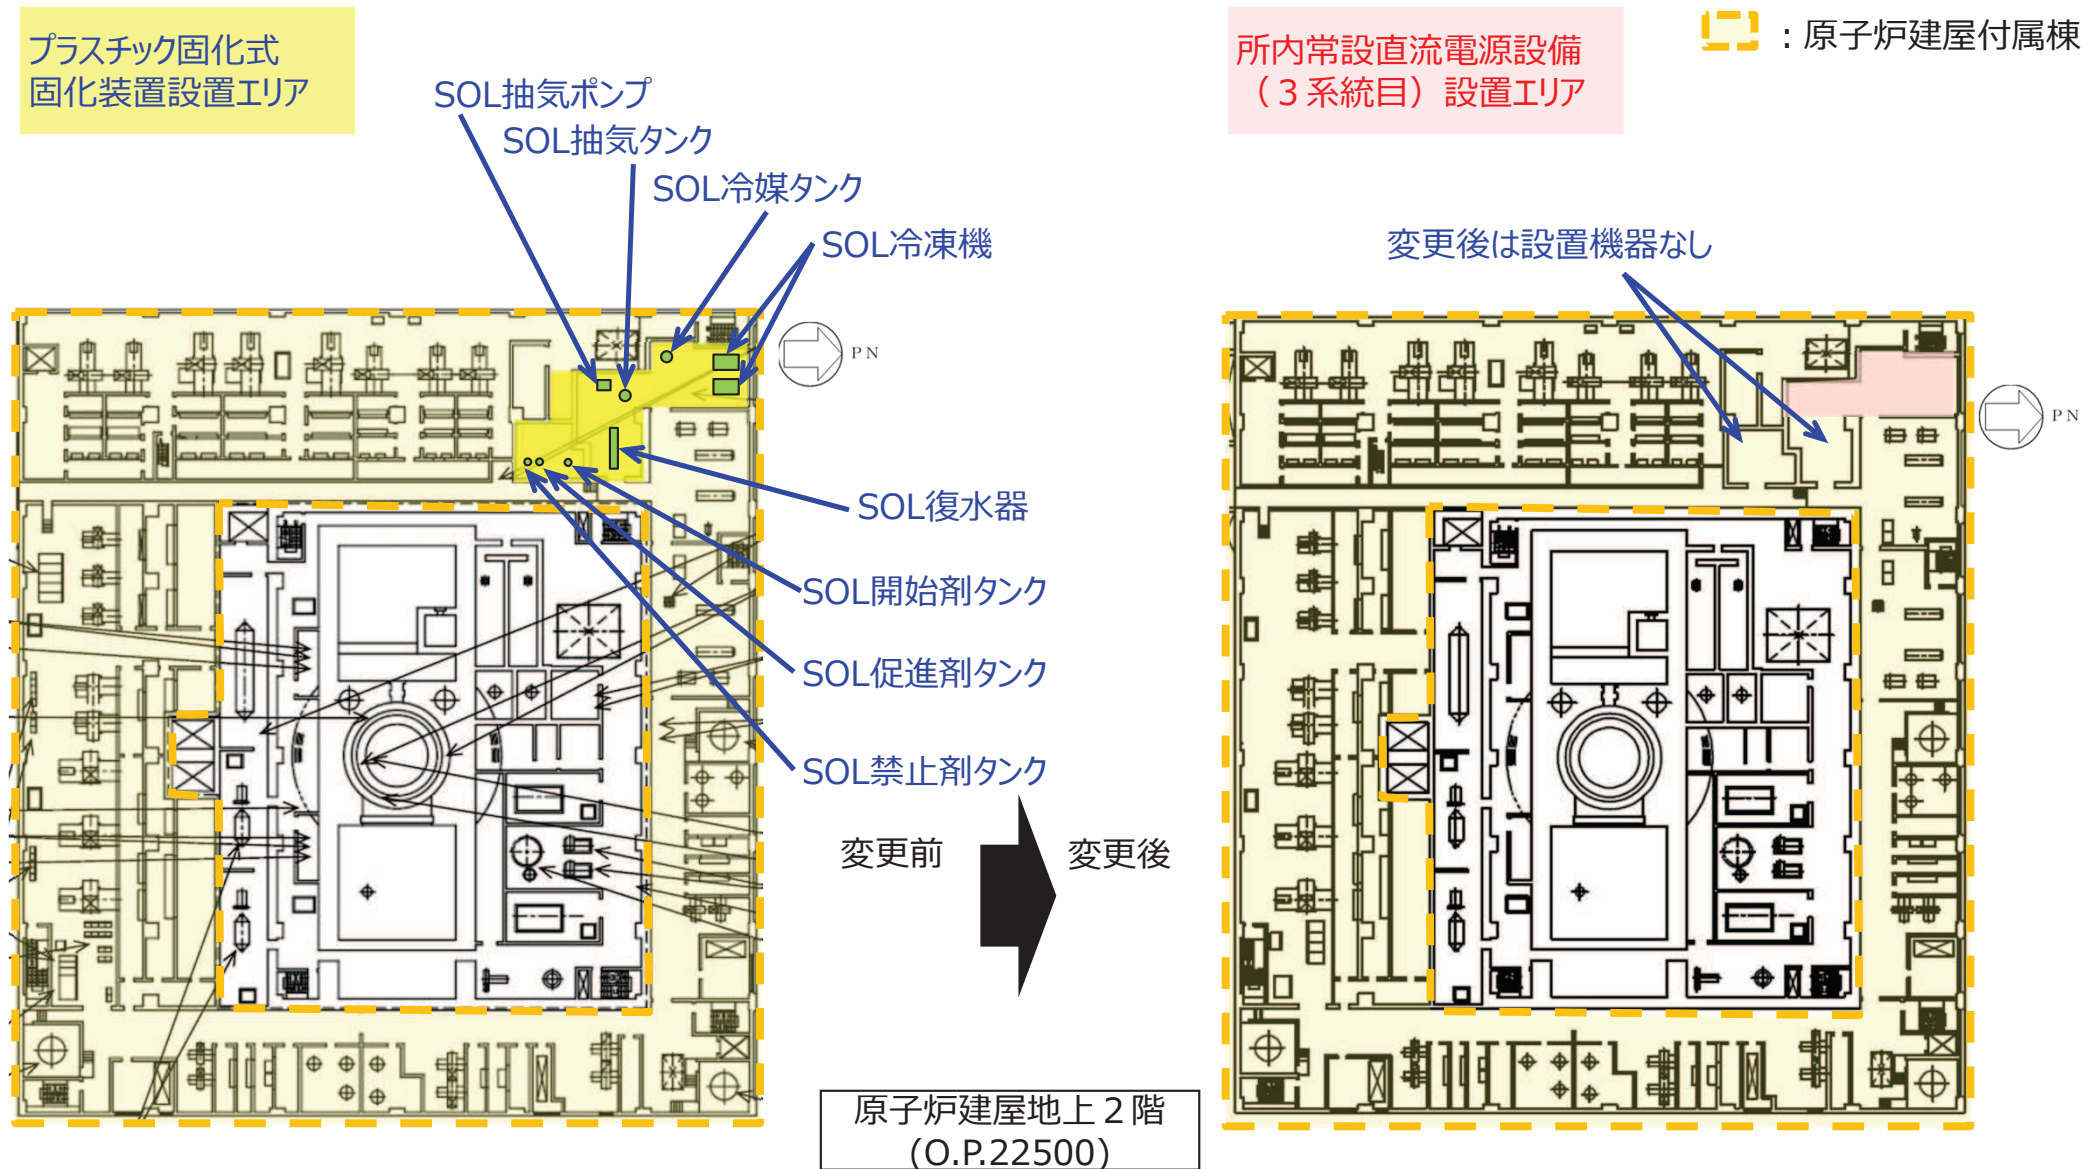 プラスチック固化式
固化装置設置エリア
所内常設直流電源設備
（３系統目）設置エリア
：原子炉建屋付属棟
SOL抽気ポンプ
SOL抽気タンク
SOL冷媒タンク
SOL冷凍機
変更後は設置機器なし
PN
PN
SOL復水器
SOL開始剤タンク
SOL促進剤タンク
SOL禁止剤タンク
変更前
変更後
原子炉建屋地上２階
（O.P.22500）